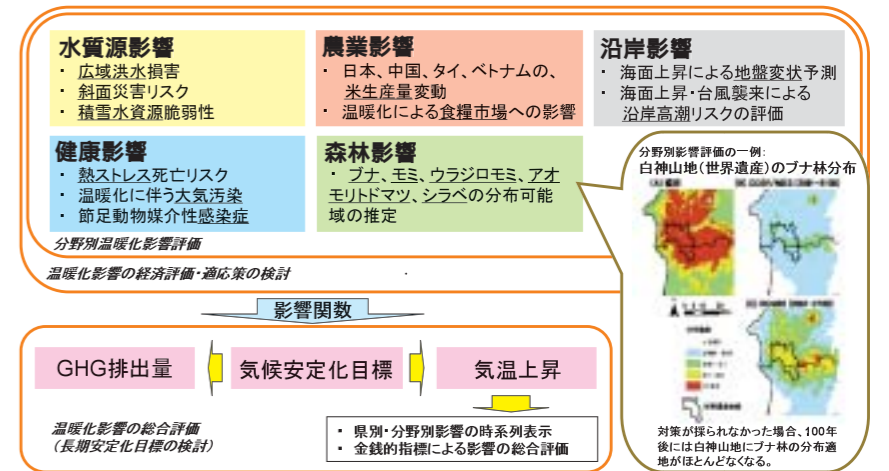 水質源影響
・ 広域洪水損害
・ 斜面災害リスク
・ 積雪水資源脆弱性
農業影響
・ 日本、中国、タイ、ベトナムの、
米生産量変動
・ 温暖化による食糧市場への影響
沿岸影響
・ 海面上昇による地盤変状予測
・ 海面上昇・台風襲来による
沿岸高潮リスクの評価
健康影響
・ 熱ストレス死亡リスク
・ 温暖化に伴う大気汚染
・ 節足動物媒介性感染症
森林影響
・ ブナ、モミ、ウラジロモミ、アオ
モリトドマツ、シラベの分布可能
域の推定
分野別影響評価の一例:
白神山地(世界遺産)のブナ林分布
対策が採られなかった場合、100年
後には白神山地にブナ林の分布適
地がほとんどなくなる。
分野別温暖化影響評価
温暖化影響の経済評価・適応策の検討
影響関数
GHG排出量
気候安定化目標
気温上昇
温暖化影響の総合評価
(長期安定化目標の検討)
・ 県別・分野別影響の時系列表示
・ 金銭的指標による影響の総合評価